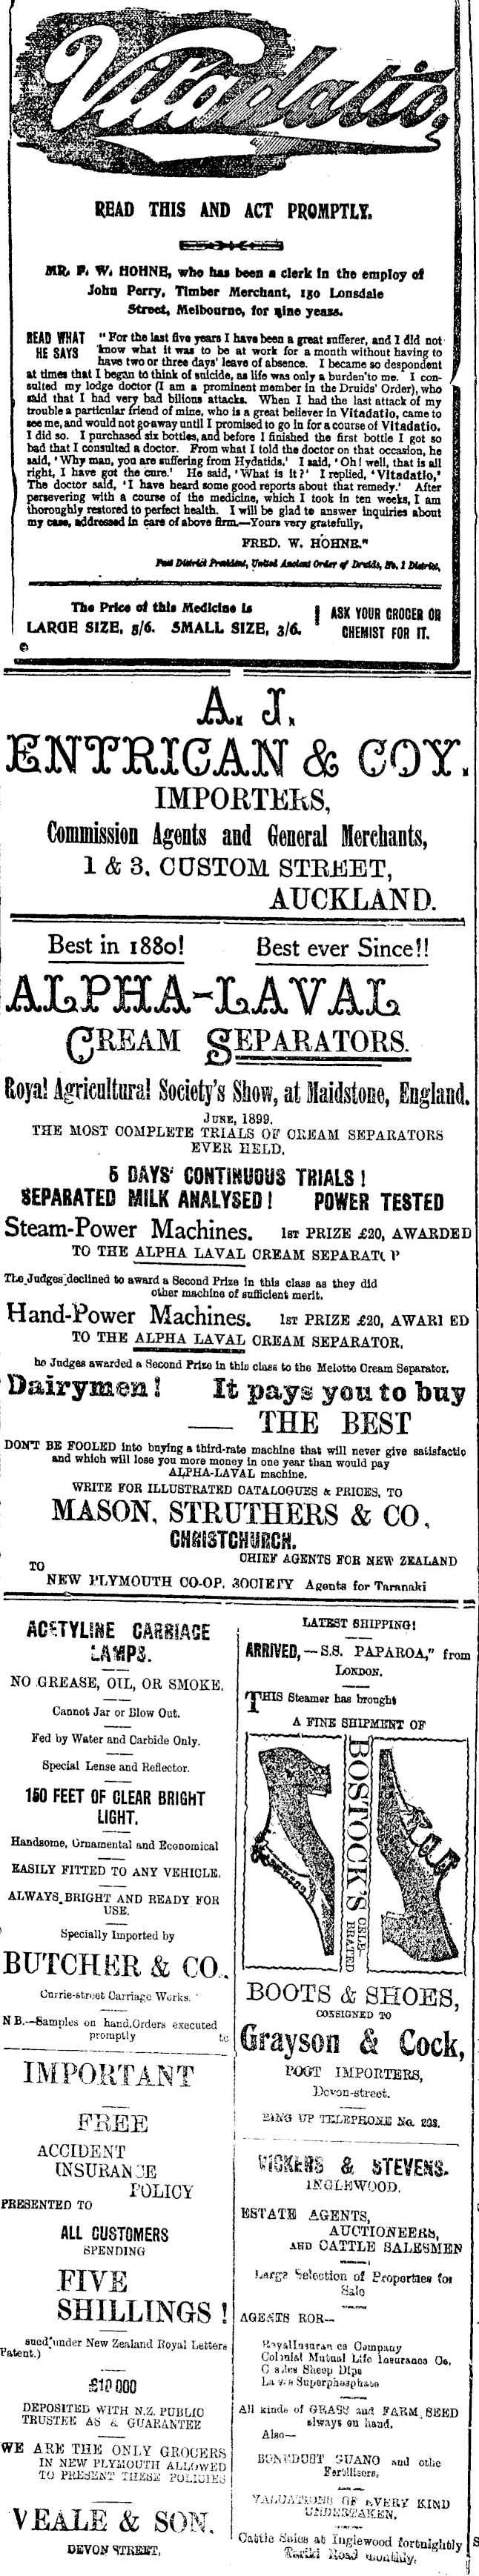 Vitadatio.
READ THIS AND ACT PROMPTLY.
MR. F. W. HOHNE, who has been a clerk in the employ of
John Perry, Timber Merchant, 150 Lonsdale
Street, Melbourne, for nine years.
READ WHAT HE SAYS
"For the last five years I have been a great sufferer, and I did not
know what it was to be at work for a month without having to
have two or three days' leave of absence. I became so despondent
at times that I began to think of suicide, as life was only a burden to me. I con-
sulted my lodge doctor (I am a prominent member in the Druids' Order), who
said that I had very bad bilious attacks. When I had the last attack of my
trouble a particular friend of mine, who is a great believer in Vitadatio, came to
see me, and would not go away until I promised to go in for a course of Vitadatio.
I did so. I purchased six bottles, and before I finished the first bottle I got so
bad that I consulted a doctor. From what I told the doctor on that occasion, he
said, 'Why man, you are suffering from Hydatids.' I said, 'Oh! well, that is all
right, I have got the cure.' He said, 'What is it?' I replied, 'Vitadatio,'
The doctor said, 'I have heard some good reports about that remedy.' After
persevering with a course of the medicine, which I took in ten weeks, I am
thoroughly restored to perfect health. I will be glad to answer inquiries about
my case, addressed in care of above firm.—Yours very gratefully,
FRED. W. HOHNE."
Past District President, United Ancient Order of Druids, No. 1 District.
The Price of this Medicine is
LARGE SIZE, 5/6. SMALL SIZE, 3/6.
ASK YOUR GROCER OR
CHEMIST FOR IT.
A. J.
ENTRICAN & COY.
IMPORTERS,
Commission Agents and General Merchants,
1 & 3, CUSTOM STREET,
AUCKLAND.
Best in 1880! Best ever Since!!
ALPHA-LAVAL
CREAM SEPARATORS.
Royal Agricultural Society's Show, at Maidstone, England.
JUNE, 1899.
THE MOST COMPLETE TRIALS OF CREAM SEPARATORS
EVER HELD.
5 DAYS' CONTINUOUS TRIALS!
SEPARATED MILK ANALYSED! POWER TESTED
Steam-Power Machines. 1ST PRIZE £20, AWARDED
TO THE ALPHA LAVAL CREAM SEPARAT P
The Judges declined to award a Second Prize in this class as they did
other machine of sufficient merit.
Hand-Power Machines. 1ST PRIZE £20, AWAR ED
TO THE ALPHA LAVAL CREAM SEPARATOR,
he Judges awarded a Second Prize in this class to the Melotte Cream Separator.
Dairymen! It pays you to buy
— THE BEST
DON'T BE FOOLED into buying a third-rate machine that will never give satisfactio
and which will lose you more money in one year than would pay
ALPHA-LAVAL machine.
WRITE FOR ILLUSTRATED CATALOGUES & PRICES, TO
MASON, STRUTHERS & CO,
CHRISTCHURCH.
CHIEF AGENTS FOR NEW ZEALAND
TO
NEW PLYMOUTH CO-OP. SOCIETY Agents for Taranaki
ACETYLINE CARRIAGE
LAMPS.
NO GREASE, OIL, OR SMOKE.
Cannot Jar or Blow Out.
Fed by Water and Carbide Only.
Special Lense and Reflector.
150 FEET OF CLEAR BRIGHT
LIGHT.
Handsome, Ornamental and Economical
EASILY FITTED TO ANY VEHICLE.
ALWAYS BRIGHT AND READY FOR
USE.
Specially Imported by
BUTCHER & CO.
Currie-street Carriage Works.
N B.—Samples on hand. Orders executed
promptly to
IMPORTANT
FREE
ACCIDENT
INSURANCE
POLICY
PRESENTED TO
ALL CUSTOMERS
SPENDING
FIVE
SHILLINGS!
sued under New Zealand Royal Letters
Patent.)
£10 000
DEPOSITED WITH N.Z. PUBLIC
TRUSTEE AS A GUARANTEE
WE ARE THE ONLY GROCERS
IN NEW PLYMOUTH ALLOWED
TO PRESENT THESE POLICIES
VEALE & SON,
DEVON STREET,
LATEST SHIPPING!
ARRIVED,—S.S. PAPAROA," from
LONDON.
THIS Steamer has brought
A FINE SHIPMENT OF
BOSTOCK'S CELE-
BRATED
BOOTS & SHOES,
CONSIGNED TO
Grayson & Cock,
BOOT IMPORTERS,
Devon-street.
RING UP TELEPHONE No. 203.
VICKERS & STEVENS.
INGLEWOOD.
ESTATE AGENTS,
AUCTIONEERS,
AND CATTLE SALESMEN
Large Selection of Properties for
Sale
AGENTS ROR—
Royal Insurance Company
Colonial Mutual Life Insurance Co.
Sheep Dips
Superphosphate
All kinds of GRASS and FARM SEED
always on hand.
Also—
BONEDUST GUANO and othe
Fertilisers.
VALUATIONS OF EVERY KIND
UNDERTAKEN.
Cattle Sales at Inglewood fortnightly
Tariki Road monthly.